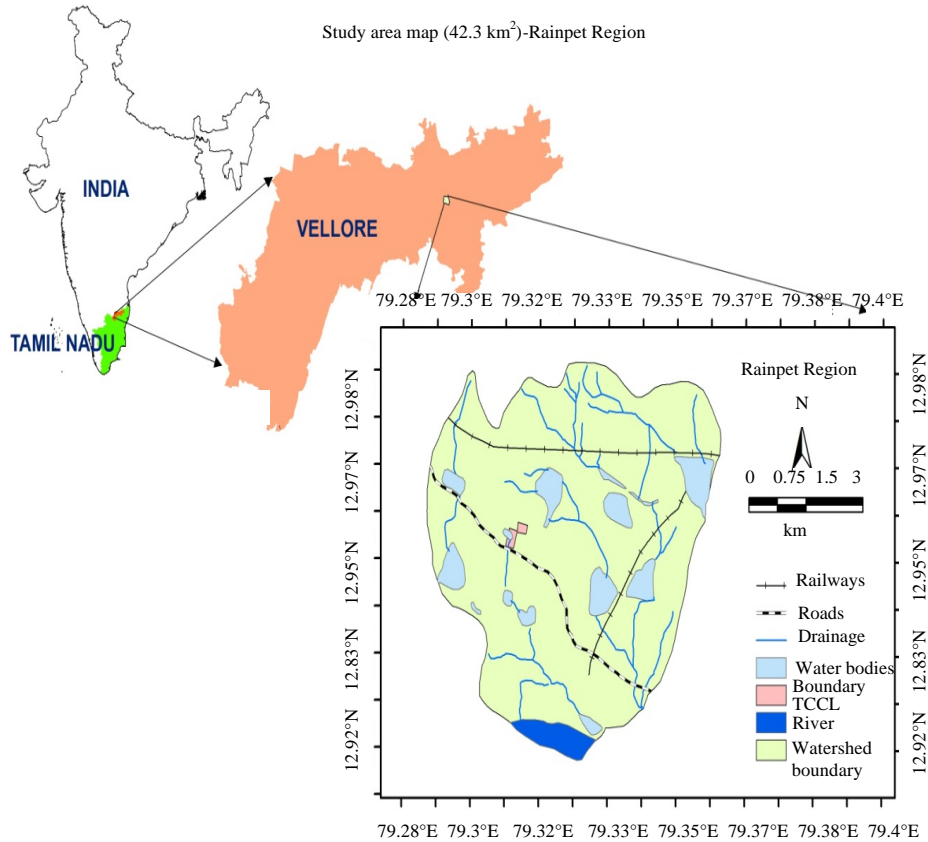 Study area map (42.3 km²)-Rainpet Region
INDIA
VELLORE
TAMIL NADU
79.28°E 79.3°E 79.32°E 79.33°E 79.35°E 79.37°E 79.38°E 79.4°E
Rainpet Region
N
0 0.75 1.5 3
km
Railways
Roads
Drainage
Water bodies
Boundary
TCCL
River
Watershed
boundary
12.98°N
12.98°N
12.97°N
12.95°N
12.83°N
12.92°N
12.98°N
12.97°N
12.95°N
12.83°N
12.92°N
79.28°E 79.3°E 79.32°E 79.33°E 79.35°E 79.37°E 79.38°E 79.4°E